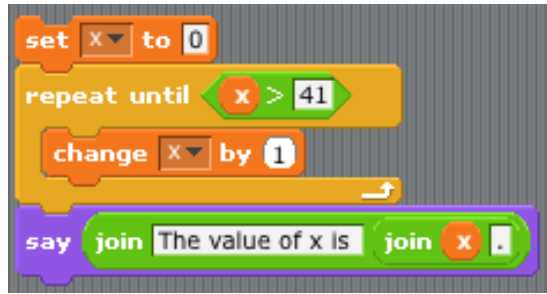 set x to 0
repeat until x > 41
change x by 1
say join The value of x is join x .